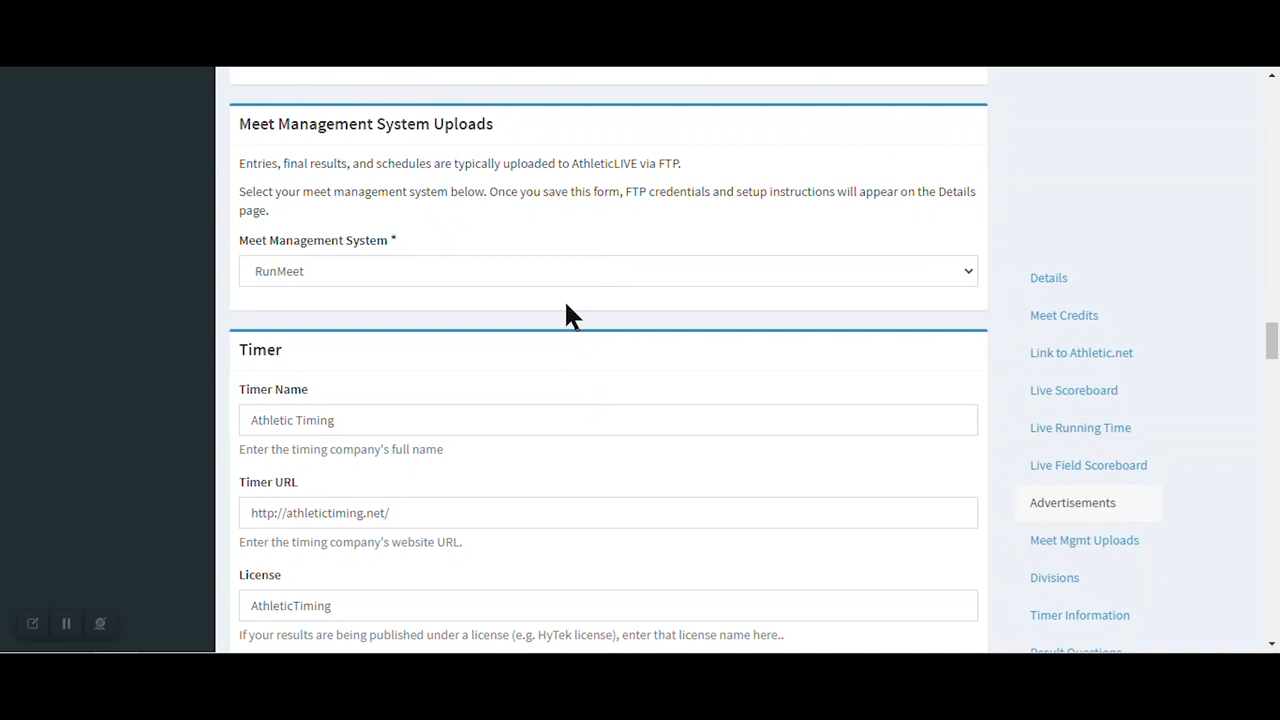 Meet Management System Uploads
Entries, final results, and schedules are typically uploaded to AthleticLIVE via FTP.
Select your meet management system below. Once you save this form, FTP credentials and setup instructions will appear on the Details
page.
Meet Management System *
RunMeet
Timer
Timer Name
Athletic Timing
Enter the timing company's full name
Timer URL
http://athletictiming.net/
Enter the timing company's website URL.
License
AthleticTiming
If your results are being published under a license (e.g. HyTek license), enter that license name here..
Details
Meet Credits
Link to Athletic.net
Live Scoreboard
Live Running Time
Live Field Scoreboard
Advertisements
Meet Mgmt Uploads
Divisions
Timer Information
Result Questions